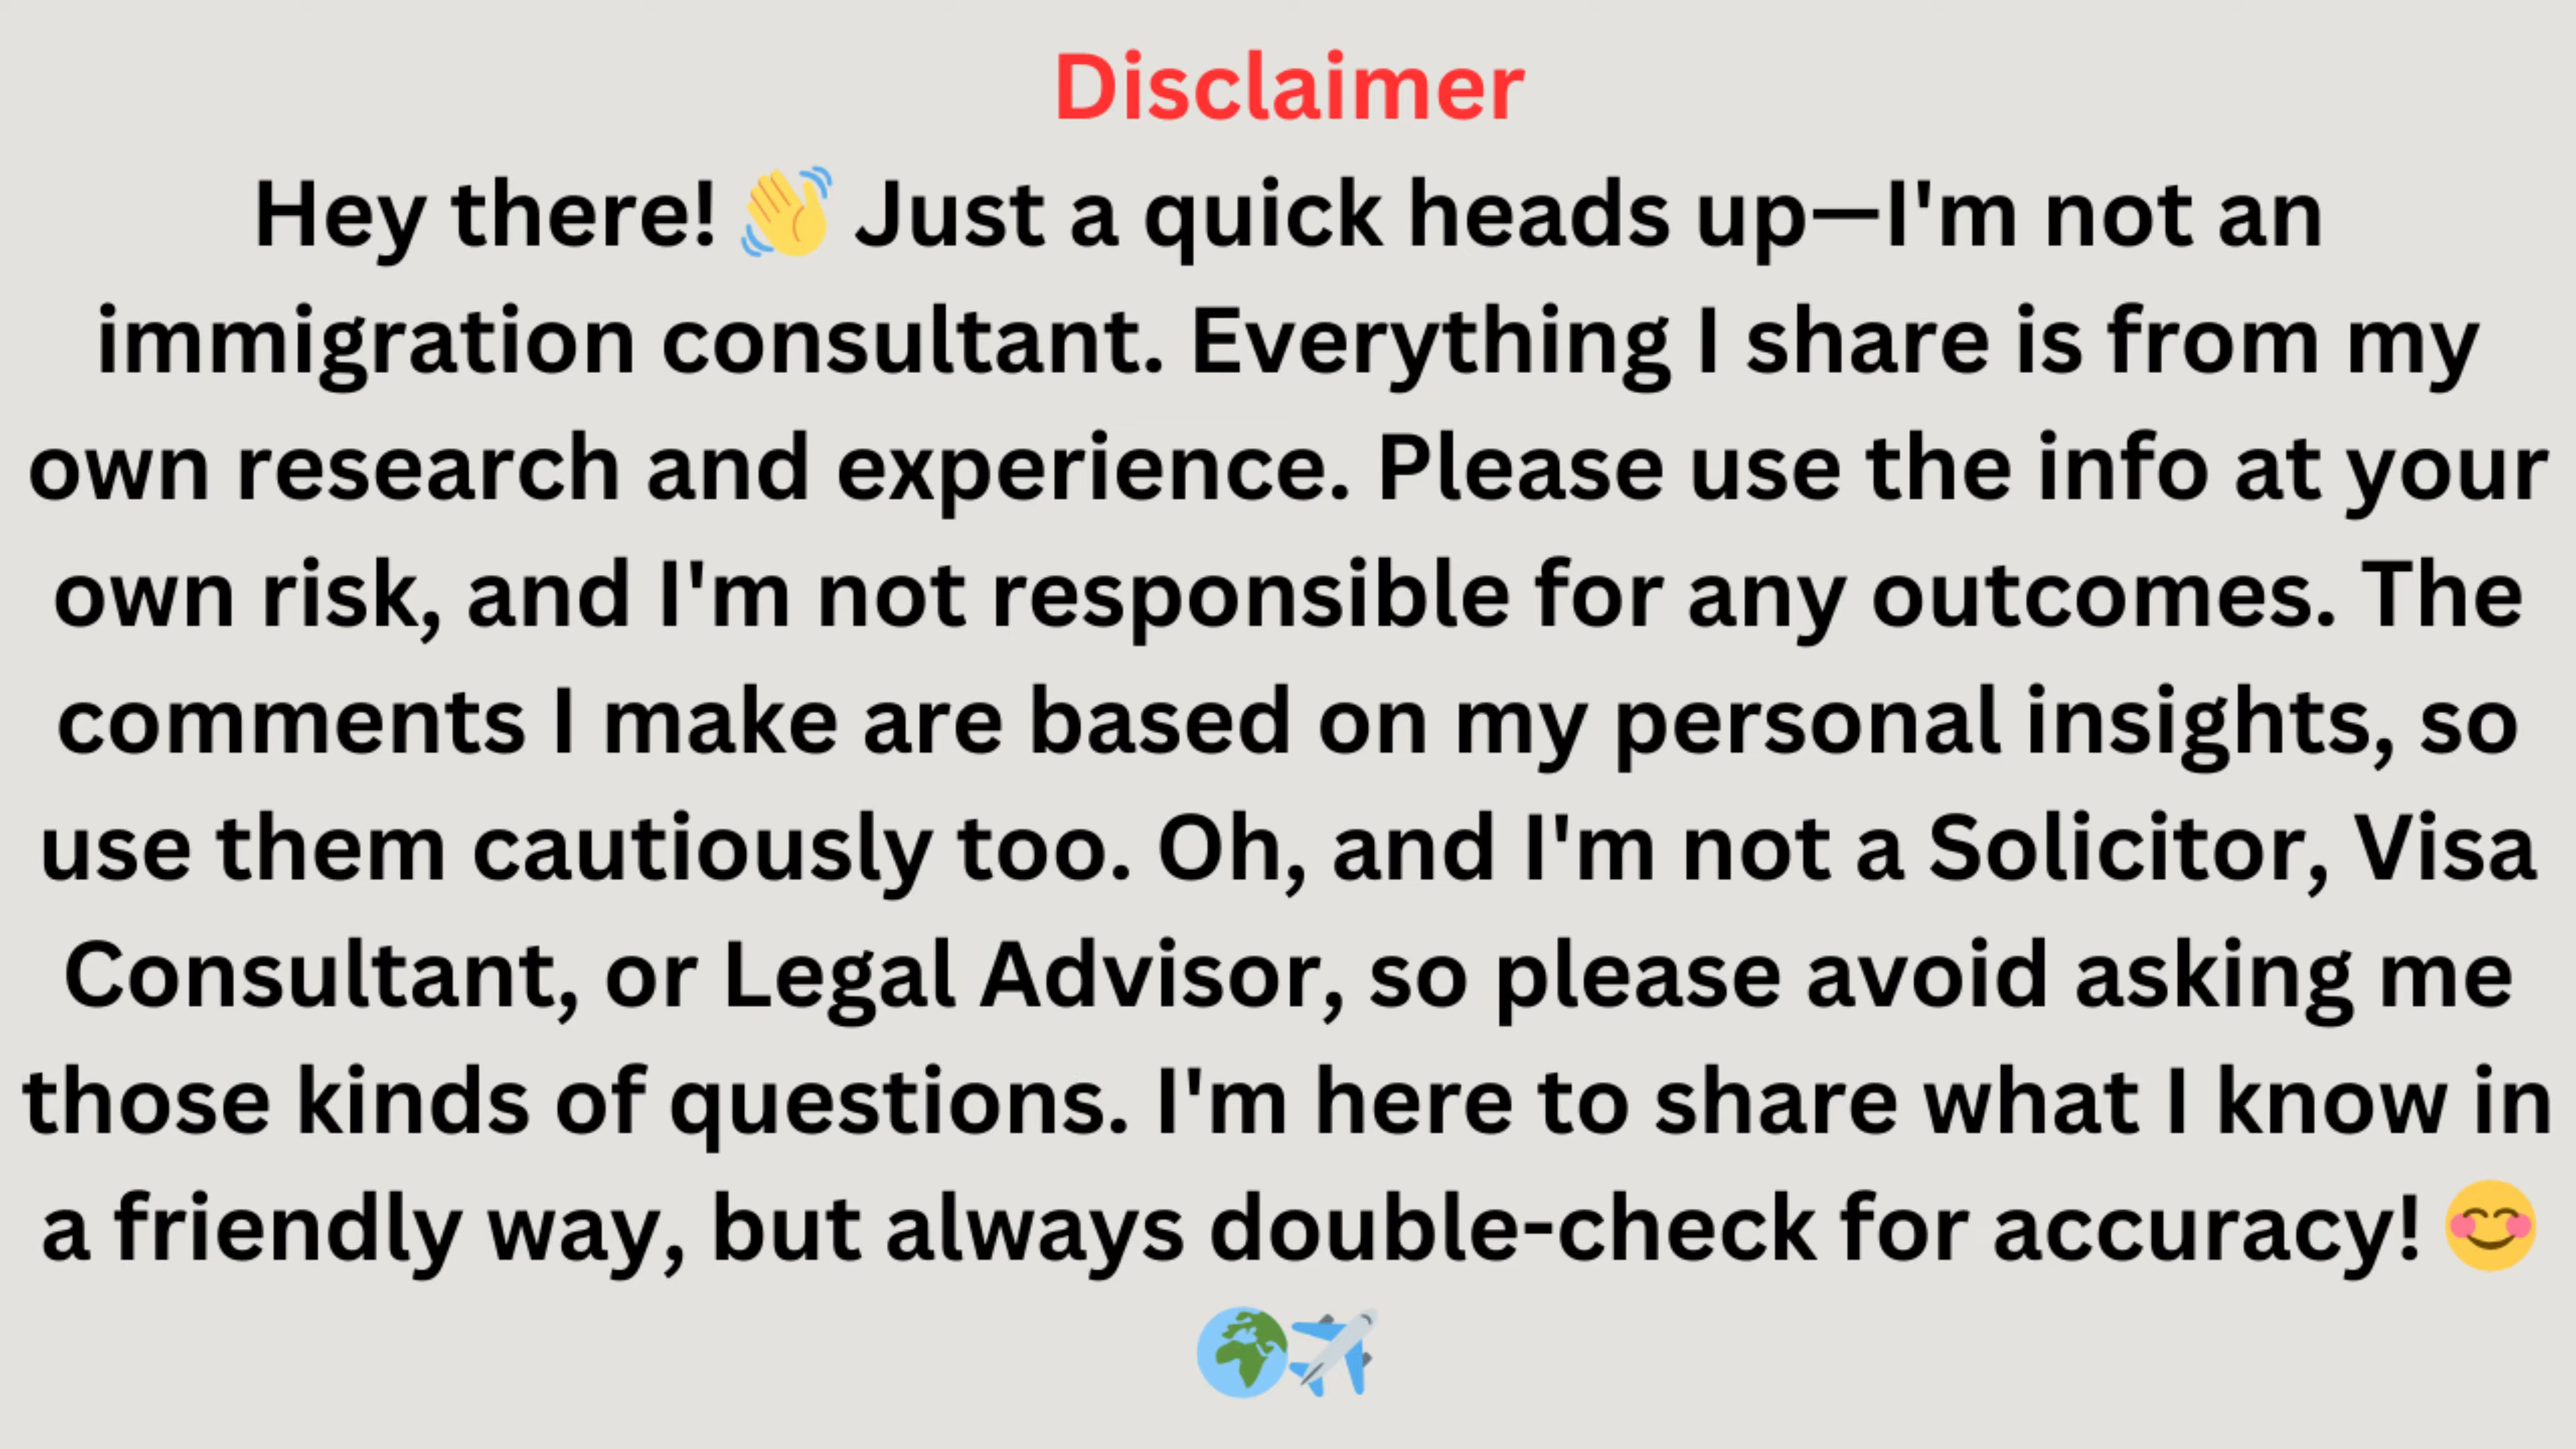 Disclaimer
Hey there! 👋 Just a quick heads up—I'm not an
immigration consultant. Everything I share is from my
own research and experience. Please use the info at your
own risk, and I'm not responsible for any outcomes. The
comments I make are based on my personal insights, so
use them cautiously too. Oh, and I'm not a Solicitor, Visa
Consultant, or Legal Advisor, so please avoid asking me
those kinds of questions. I'm here to share what I know in
a friendly way, but always double-check for accuracy! 😊
🌍✈️